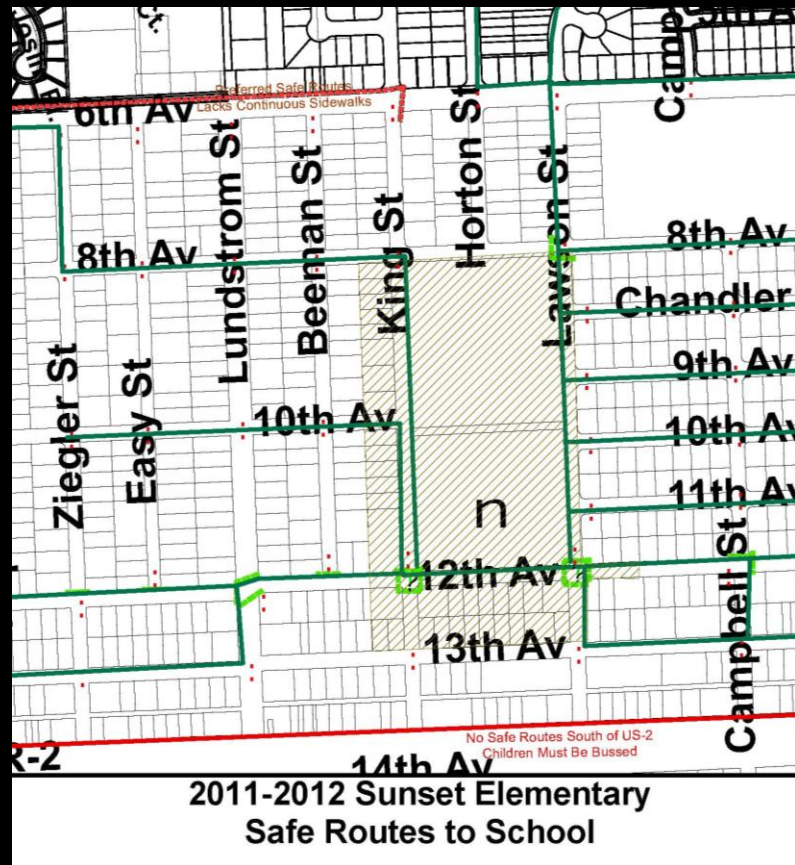 Ct.
Preferred Safe Routes
Lacks Continuous Sidewalks
6th Av
Lundstrom St
Beeman St
King St
Horton St
Lawson St
8th Av
8th Av
Chandler
9th Av
Ziegler St
Easy St
10th Av
10th Av
11th Av
n
12th Av
13th Av
Campbell St
No Safe Routes South of US-2
Children Must Be Bussed
R-2
14th Av
2011-2012 Sunset Elementary
Safe Routes to School